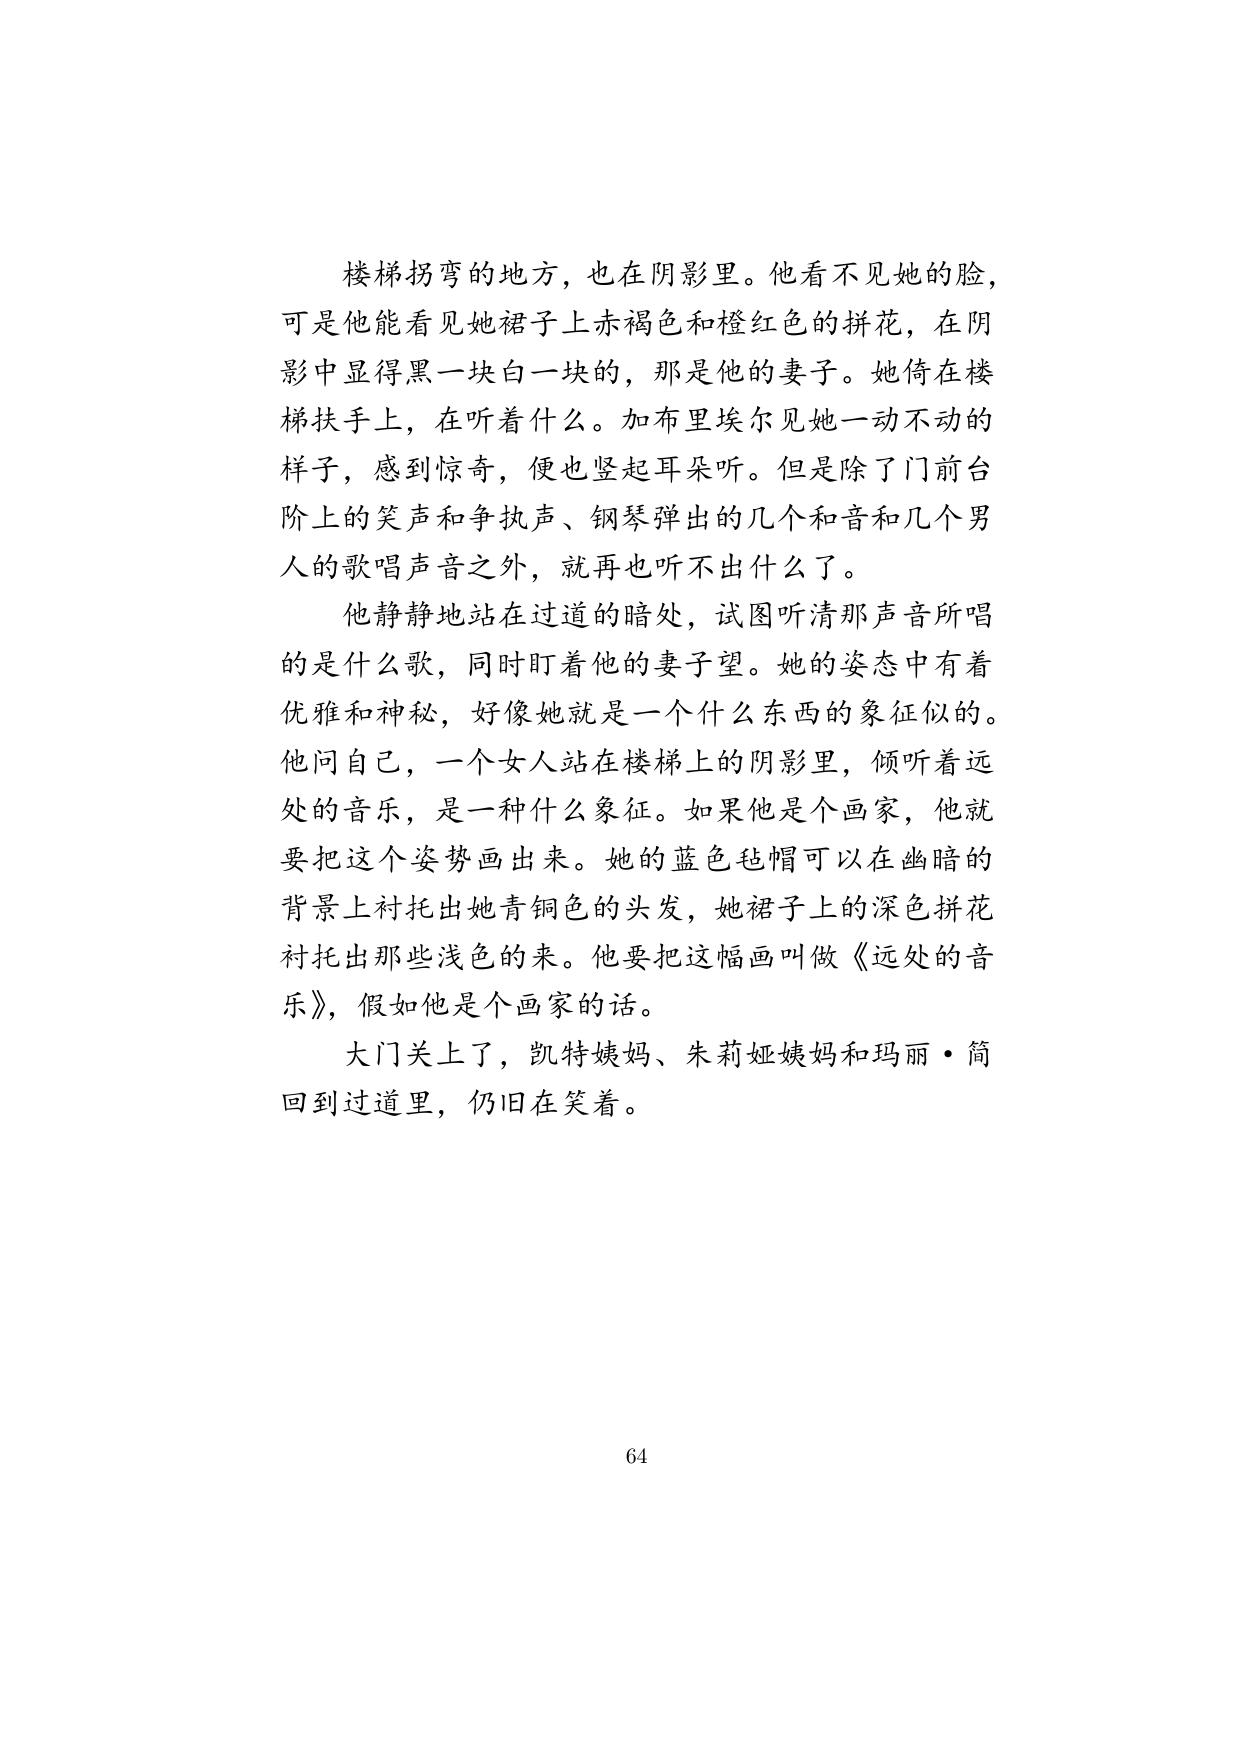 楼梯拐弯的地方，也在阴影里。他看不见她的脸，
可是他能看见她裙子上赤褐色和橙红色的拼花，在阴
影中显得黑一块白一块的，那是他的妻子。她倚在楼
梯扶手上，在听着什么。加布里埃尔见她一动不动的
样子，感到惊奇，便也竖起耳朵听。但是除了门前台
阶上的笑声和争执声、钢琴弹出的几个和音和几个男
人的歌唱声音之外，就再也听不出什么了。
他静静地站在过道的暗处，试图听清那声音所唱
的是什么歌，同时盯着他的妻子望。她的姿态中有着
优雅和神秘，好像她就是一个什么东西的象征似的。
他问自己，一个女人站在楼梯上的阴影里，倾听着远
处的音乐，是一种什么象征。如果他是个画家，他就
要把这个姿势画出来。她的蓝色毡帽可以在幽暗的
背景上衬托出她青铜色的头发，她裙子上的深色拼花
衬托出那些浅色的来。他要把这幅画叫做《远处的音
乐》，假如他是个画家的话。
大门关上了，凯特姨妈、朱莉娅姨妈和玛丽·简
回到过道里，仍旧在笑着。
64